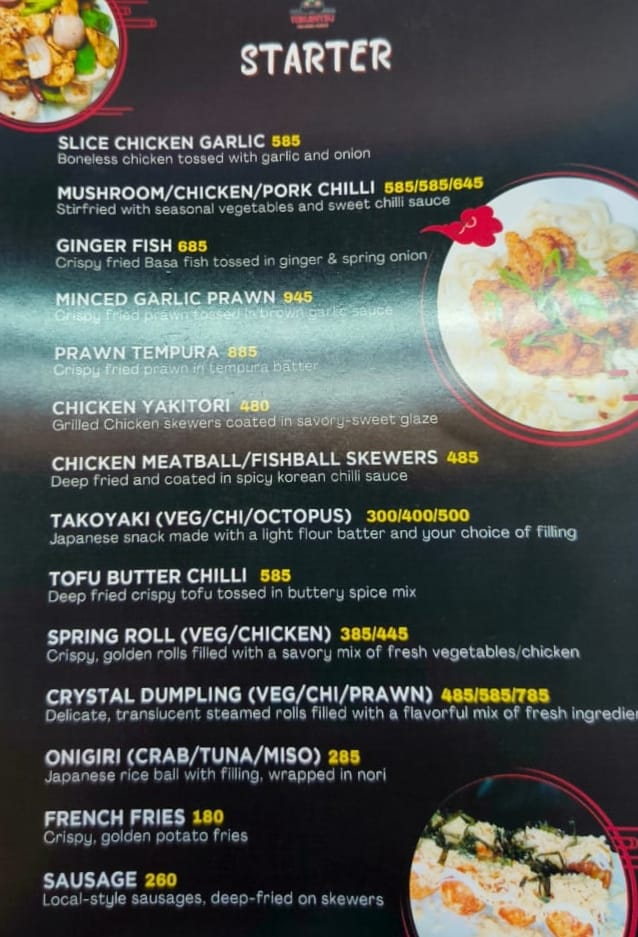 STARTER
SLICE CHICKEN GARLIC 585
Boneless chicken tossed with garlic and onion
MUSHROOM/CHICKEN/PORK CHILLI 585/585/645
Stirfried with seasonal vegetables and sweet chilli sauce
GINGER FISH 685
Crispy fried Basa fish tossed in ginger & spring onion
MINCED GARLIC PRAWN 945
Crispy fried prawn tossed in brown garlic sauce
PRAWN TEMPURA 885
Crispy fried prawn in tempura batter
CHICKEN YAKITORI 480
Grilled Chicken skewers coated in savory-sweet glaze
CHICKEN MEATBALL/FISHBALL SKEWERS 485
Deep fried and coated in spicy korean chilli sauce
TAKOYAKI (VEG/CHI/OCTOPUS) 300/400/500
Japanese snack made with a light flour batter and your choice of filling
TOFU BUTTER CHILLI 585
Deep fried crispy tofu tossed in buttery spice mix
SPRING ROLL (VEG/CHICKEN) 385/445
Crispy, golden rolls filled with a savory mix of fresh vegetables/chicken
CRYSTAL DUMPLING (VEG/CHI/PRAWN) 485/585/785
Delicate, translucent steamed rolls filled with a flavorful mix of fresh ingredie
ONIGIRI (CRAB/TUNA/MISO) 285
Japanese rice ball with filling, wrapped in nori
FRENCH FRIES 180
Crispy, golden potato fries
SAUSAGE 260
Local-style sausages, deep-fried on skewers